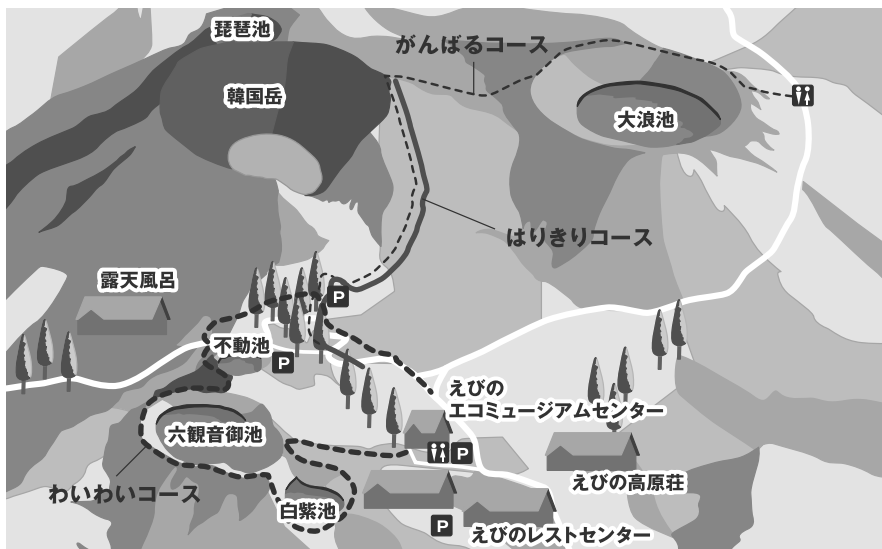 琵琶池
がんばるコース
韓国岳
大浪池
はりきりコース
露天風呂
P
不動池
P
えびの
エコミュージアムセンター
六観音御池
P
わいわいコース
えびの高原荘
白紫池
P
えびのレストセンター